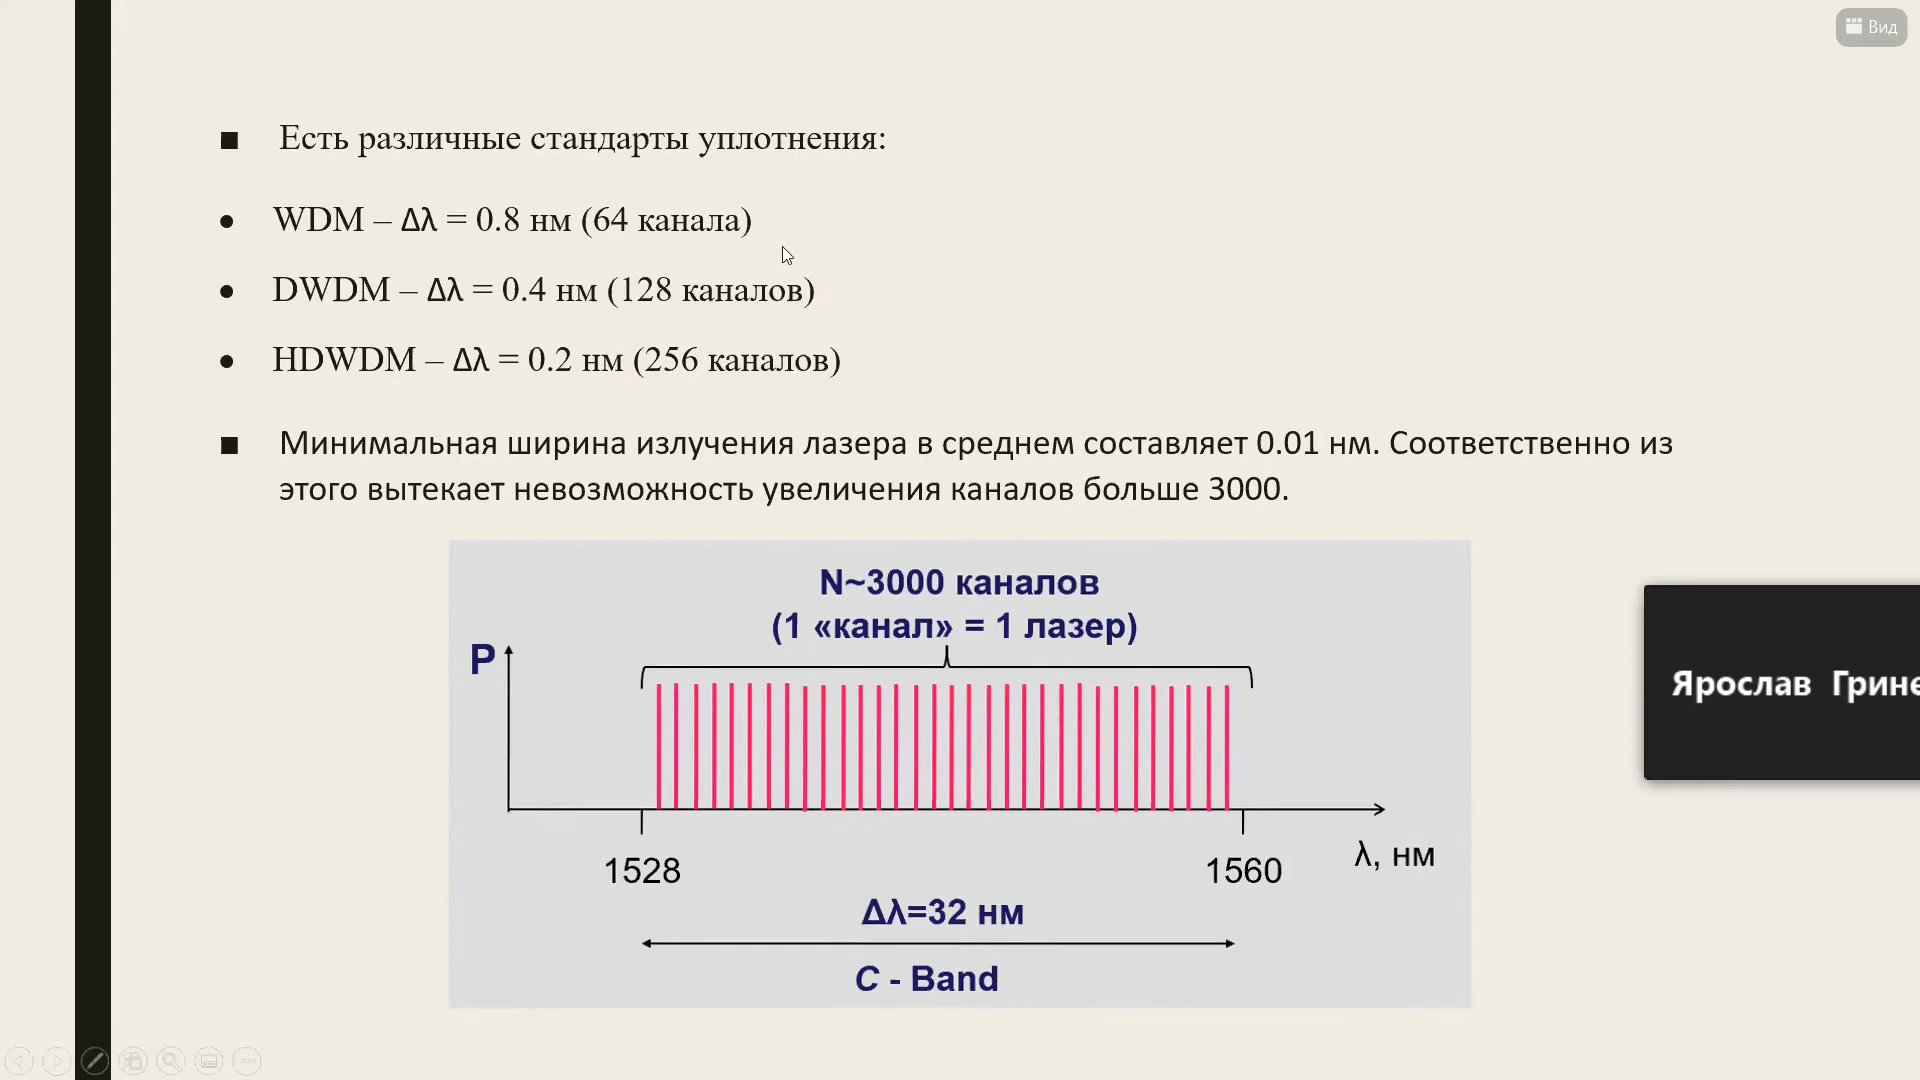 Вид
Есть различные стандарты уплотнения:
WDM – Δλ = 0.8 нм (64 канала)
DWDM – Δλ = 0.4 нм (128 каналов)
HDWDM – Δλ = 0.2 нм (256 каналов)
Минимальная ширина излучения лазера в среднем составляет 0.01 нм. Соответственно из
этого вытекает невозможность увеличения каналов больше 3000.
N~3000 каналов
(1 «канал» = 1 лазер)
P
Ярослав Грине
1528
1560
λ, нм
Δλ=32 нм
C - Band